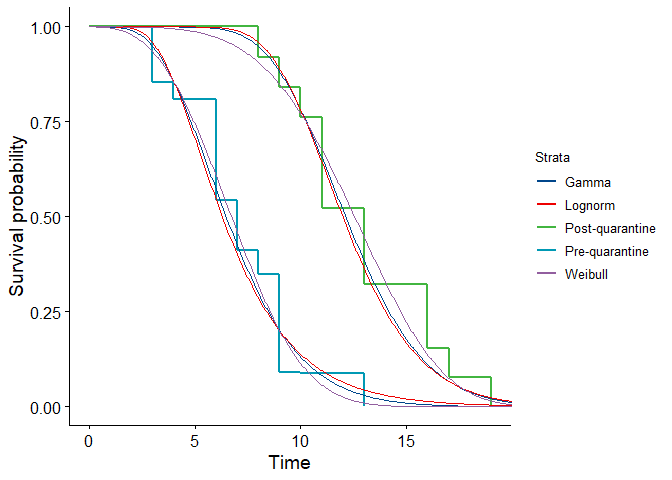 1.00
0.75
0.50
0.25
0.00
Survival probability
0
5
10
15
Time
Strata
Gamma
Lognorm
Post-quarantine
Pre-quarantine
Weibull